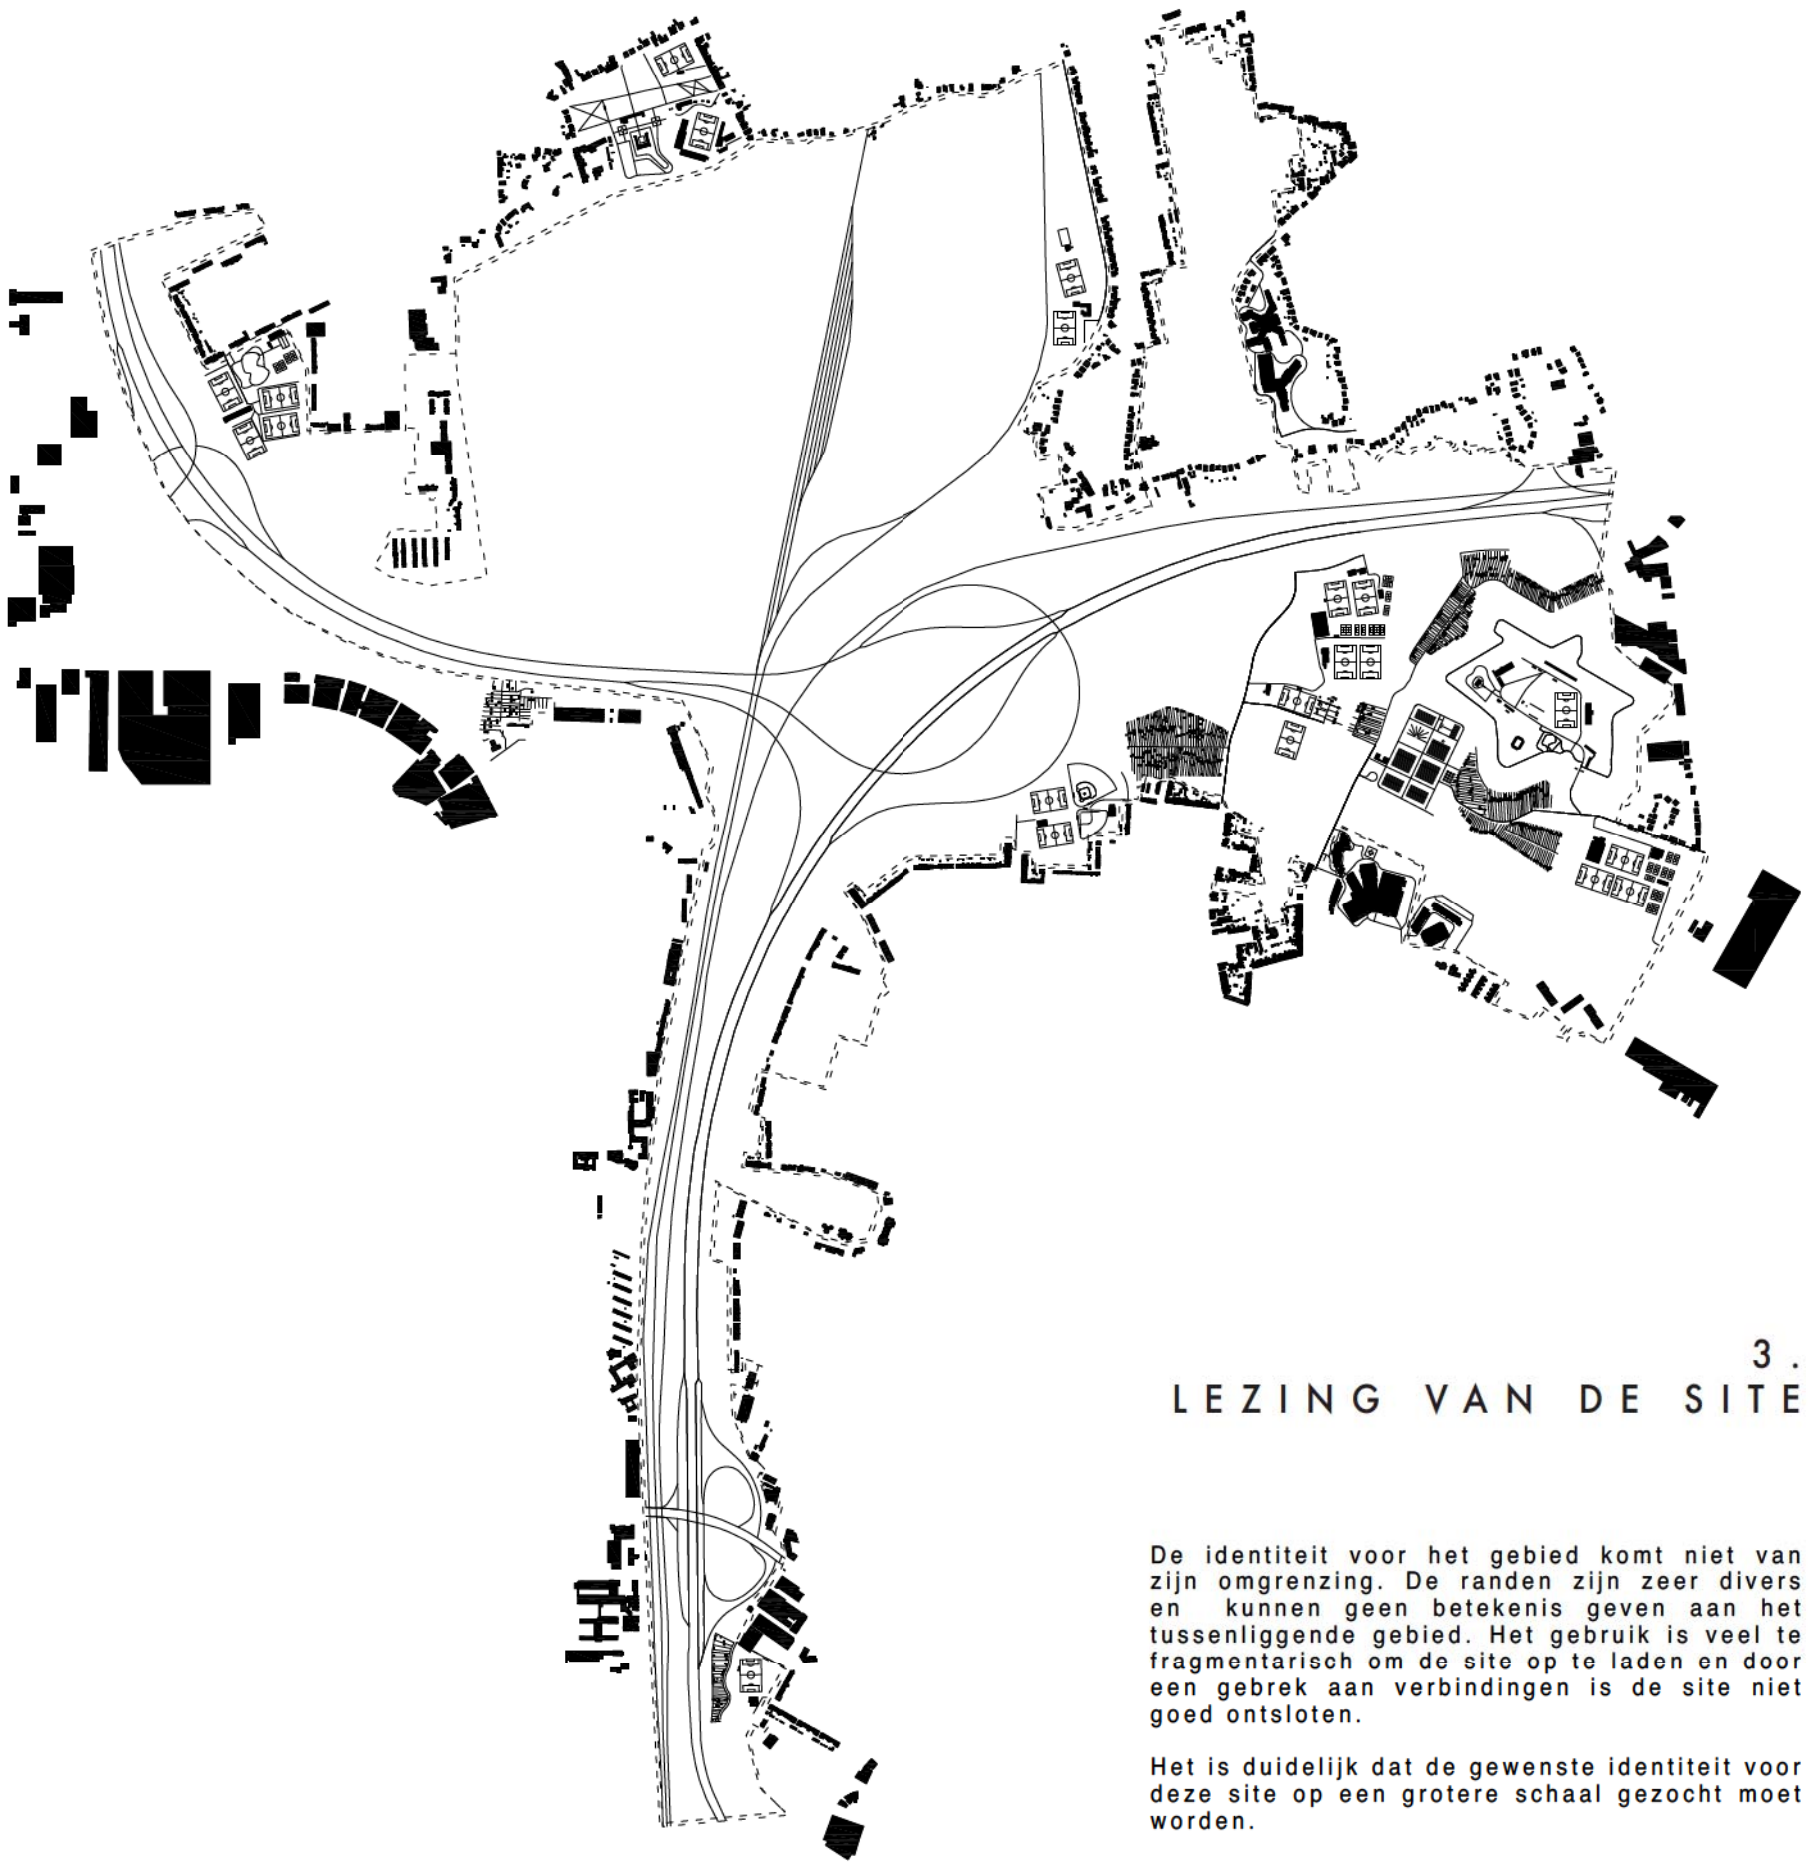 3 .
LEZING VAN DE SITE
De identiteit voor het gebied komt niet van
zijn omgrenzing. De randen zijn zeer divers
en kunnen geen betekenis geven aan het
tussenliggende gebied. Het gebruik is veel te
fragmentarisch om de site op te laden en door
een gebrek aan verbindingen is de site niet
goed ontsloten.
Het is duidelijk dat de gewenste identiteit voor
deze site op een grotere schaal gezocht moet
worden.